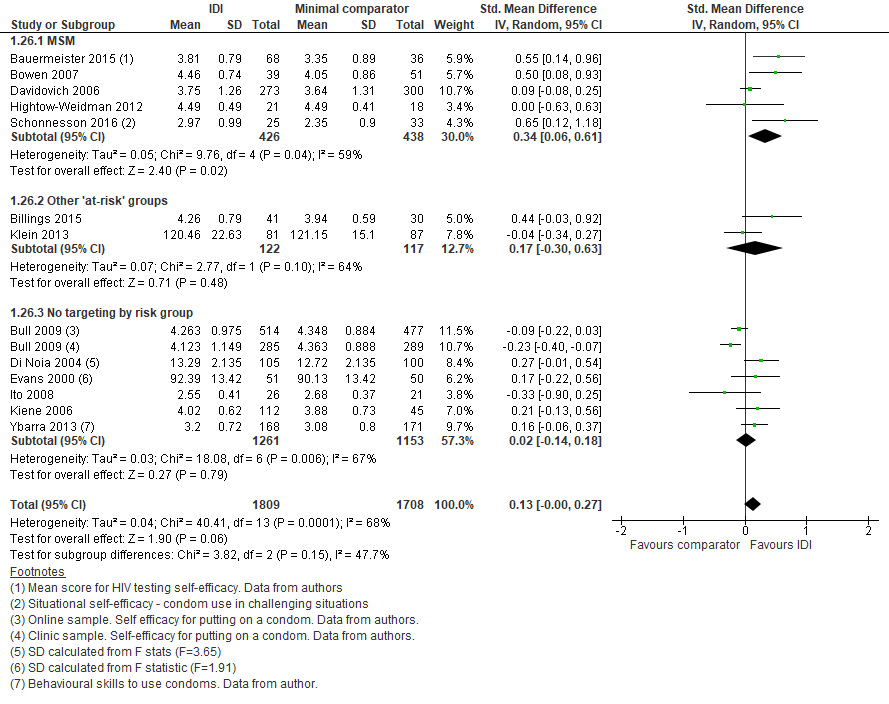 IDI Minimal comparator Std. Mean Difference Std. Mean Difference
Study or Subgroup Mean SD Total Mean SD Total Weight IV, Random, 95% CI IV, Random, 95% CI
1.26.1 MSM
Bauermeister 2015 (1) 3.81 0.79 68 3.35 0.89 36 5.9% 0.55 [0.14, 0.96]
Bowen 2007 4.46 0.74 39 4.05 0.86 51 5.7% 0.50 [0.08, 0.93]
Davidovich 2006 3.75 1.26 273 3.64 1.31 300 11.0% 0.09 [-0.08, 0.25]
Hightow-Weidman 2012 4.49 0.49 21 4.49 0.41 18 3.4% 0.00 [-0.63, 0.63]
Schonnesson 2016 (2) 2.97 0.99 25 2.35 0.9 33 4.5% 0.65 [0.12, 1.18]
Subtotal (95% CI) 426 438 30.0% 0.34 [0.06, 0.61]
Heterogeneity: Tau² = 0.05; Chi² = 9.76, df = 4 (P = 0.04); I² = 59%
Test for overall effect: Z = 2.40 (P = 0.02)
1.26.2 Other 'at-risk' groups
Billings 2015 4.26 0.79 41 3.94 0.59 30 5.0% 0.44 [-0.03, 0.92]
Klein 2013 120.46 22.63 81 121.15 15.1 87 7.8% -0.04 [-0.34, 0.27]
Subtotal (95% CI) 122 117 12.7% 0.17 [-0.30, 0.63]
Heterogeneity: Tau² = 0.07; Chi² = 2.77, df = 1 (P = 0.10); I² = 64%
Test for overall effect: Z = 0.71 (P = 0.48)
1.26.3 No targeting by risk group
Bull 2009 (3) 4.263 0.975 514 4.348 0.884 477 11.5% -0.09 [-0.22, 0.03]
Bull 2009 (4) 4.123 1.149 285 4.363 0.888 289 10.7% -0.23 [-0.40, -0.07]
Di Noia 2004 (5) 13.29 2.135 105 12.72 2.135 100 8.4% 0.27 [-0.01, 0.54]
Evans 2000 (6) 92.39 13.42 51 90.13 13.42 50 6.2% 0.17 [-0.22, 0.56]
Ito 2008 2.55 0.41 26 2.68 0.37 21 4.0% -0.33 [-0.90, 0.25]
Kiene 2006 4.02 0.62 112 3.88 0.73 45 7.2% 0.21 [-0.13, 0.56]
Ybarra 2013 (7) 3.2 0.72 168 3.08 0.8 171 9.4% 0.16 [-0.06, 0.37]
Subtotal (95% CI) 1261 1153 57.3% 0.02 [-0.14, 0.18]
Heterogeneity: Tau² = 0.03; Chi² = 18.08, df = 6 (P = 0.006); I² = 67%
Test for overall effect: Z = 0.27 (P = 0.79)
Total (95% CI) 1809 1708 100.0% 0.13 [-0.00, 0.27]
Heterogeneity: Tau² = 0.04; Chi² = 40.41, df = 13 (P = 0.0001); I² = 68%
Test for overall effect: Z = 1.90 (P = 0.06)
Test for subgroup differences: Chi² = 3.82, df = 2 (P = 0.15), I² = 47.7%
-2 -1 0 1 2
Favours comparator Favours IDI
Footnotes
(1) Mean score for HIV testing self-efficacy. Data from authors
(2) Situational self-efficacy - condom use in challenging situations
(3) Online sample. Self efficacy for putting on a condom. Data from authors.
(4) Clinic sample. Self-efficacy for putting on a condom. Data from authors.
(5) SD calculated from F stats (F=3.65)
(6) SD calculated from F statistic (F=1.91)
(7) Behavioural skills to use condoms. Data from author.